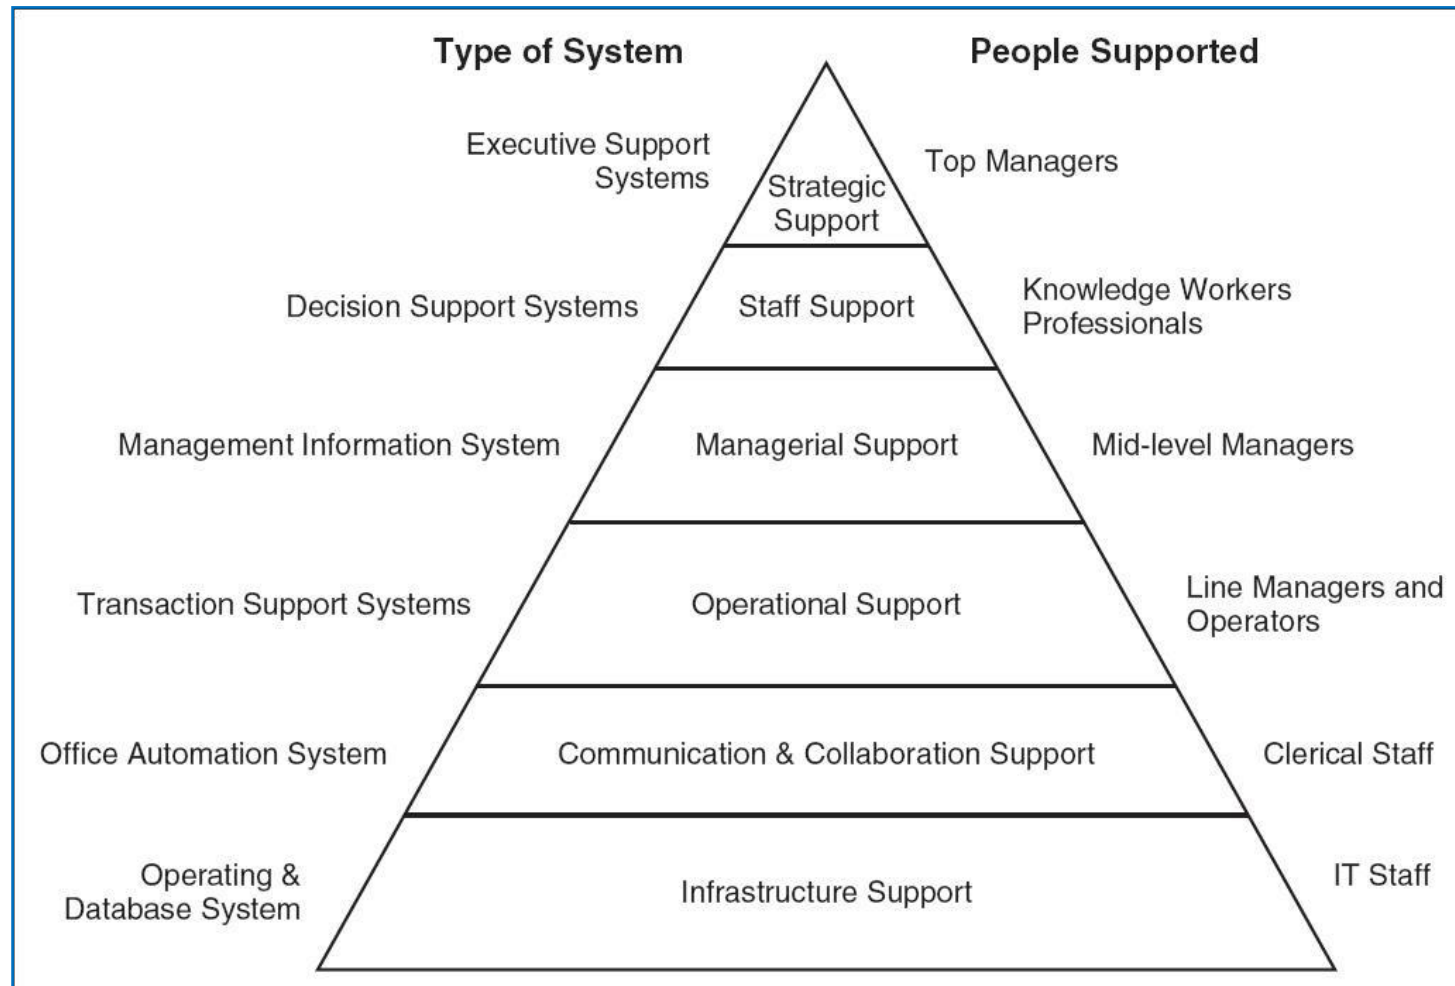 Type of System
People Supported
Executive Support
Systems
Strategic
Support
Top Managers
Decision Support Systems
Staff Support
Knowledge Workers
Professionals
Management Information System
Managerial Support
Mid-level Managers
Transaction Support Systems
Operational Support
Line Managers and
Operators
Office Automation System
Communication & Collaboration Support
Clerical Staff
Operating &
Database System
Infrastructure Support
IT Staff